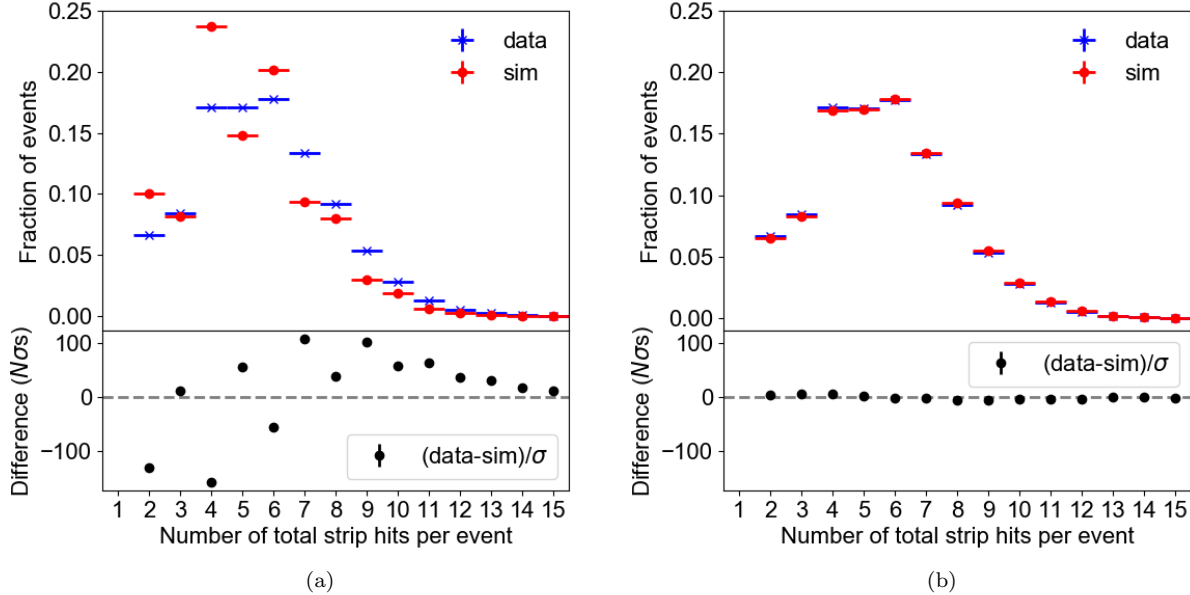 0.25
0.20
0.15
0.10
0.05
0.00
Fraction of events
data
sim
100
0
−100
Difference (Nσs)
(data-sim)/σ
1 2 3 4 5 6 7 8 9 10 11 12 13 14 15
Number of total strip hits per event
(a)
0.25
0.20
0.15
0.10
0.05
0.00
Fraction of events
data
sim
100
0
−100
Difference (Nσs)
(data-sim)/σ
1 2 3 4 5 6 7 8 9 10 11 12 13 14 15
Number of total strip hits per event
(b)